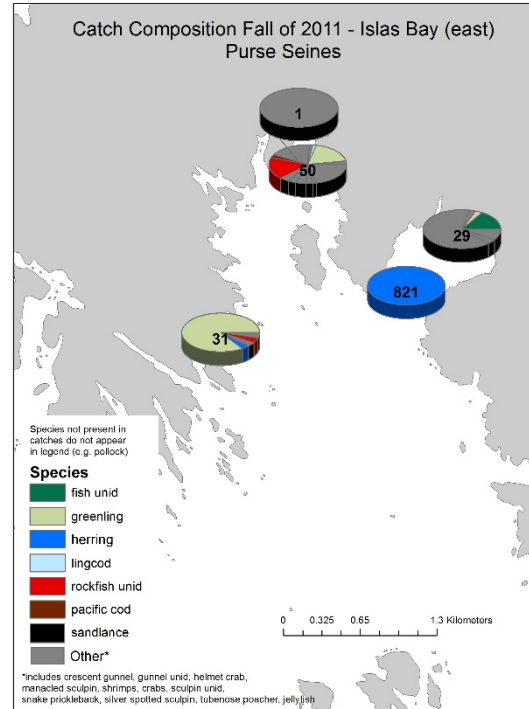 Catch Composition Fall of 2011 - Islas Bay (east)
Purse Seines
1
50
29
821
31
Species not present in
catches do not appear
in legend (e.g. pollock)
Species
fish unid
greenling
herring
lingcod
rockfish unid
pacific cod
sandlance
Other*
0 0.325 0.65 1.3 Kilometers
*includes crescent gunnel, gunnel unid, helmet crab,
manacled sculpin, shrimps, crabs, sculpin unid,
snake prickleback, silver spotted sculpin, tubenose poacher, jellyfish